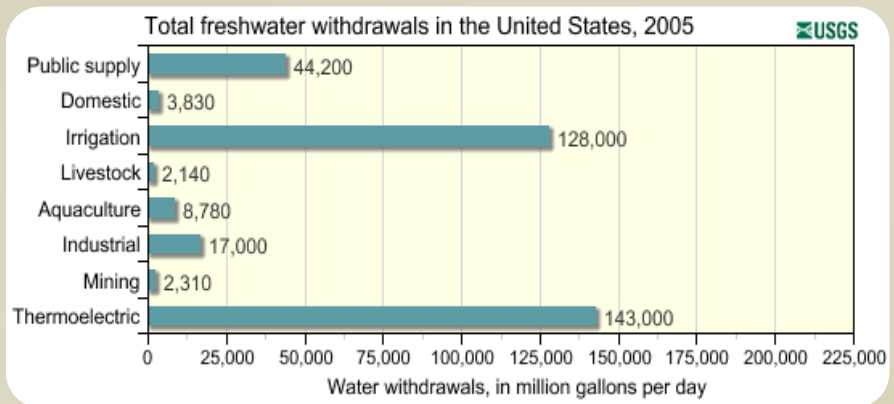 Total freshwater withdrawals in the United States, 2005
USGS
Public supply 44,200
Domestic 3,830
Irrigation 128,000
Livestock 2,140
Aquaculture 8,780
Industrial 17,000
Mining 2,310
Thermoelectric 143,000
0 25,000 50,000 75,000 100,000 125,000 150,000 175,000 200,000 225,000
Water withdrawals, in million gallons per day